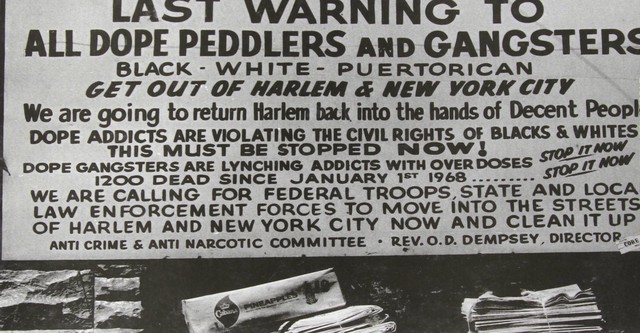 LAST WARNING TO
ALL DOPE PEDDLERS AND GANGSTERS
BLACK - WHITE - PUERTORICAN
GET OUT OF HARLEM & NEW YORK CITY
We are going to return Harlem back into the hands of Decent Peopl
DOPE ADDICTS ARE VIOLATING THE CIVIL RIGHTS OF BLACKS & WHITES
THIS MUST BE STOPPED NOW!
STOP IT NOW
DOPE GANGSTERS ARE LYNCHING ADDICTS WITH OVER DOSES
1200 DEAD SINCE JANUARY 1ST 1968.........
STOP IT NOW
WE ARE CALLING FOR FEDERAL TROOPS, STATE AND LOCA
LAW ENFORCEMENT FORCES TO MOVE INTO THE STREETS
OF HARLEM AND NEW YORK CITY NOW AND CLEAN IT UP
ANTI CRIME & ANTI NARCOTIC COMMITTEE • REV. O.D. DEMPSEY, DIRECTOR
PINEAPPLES